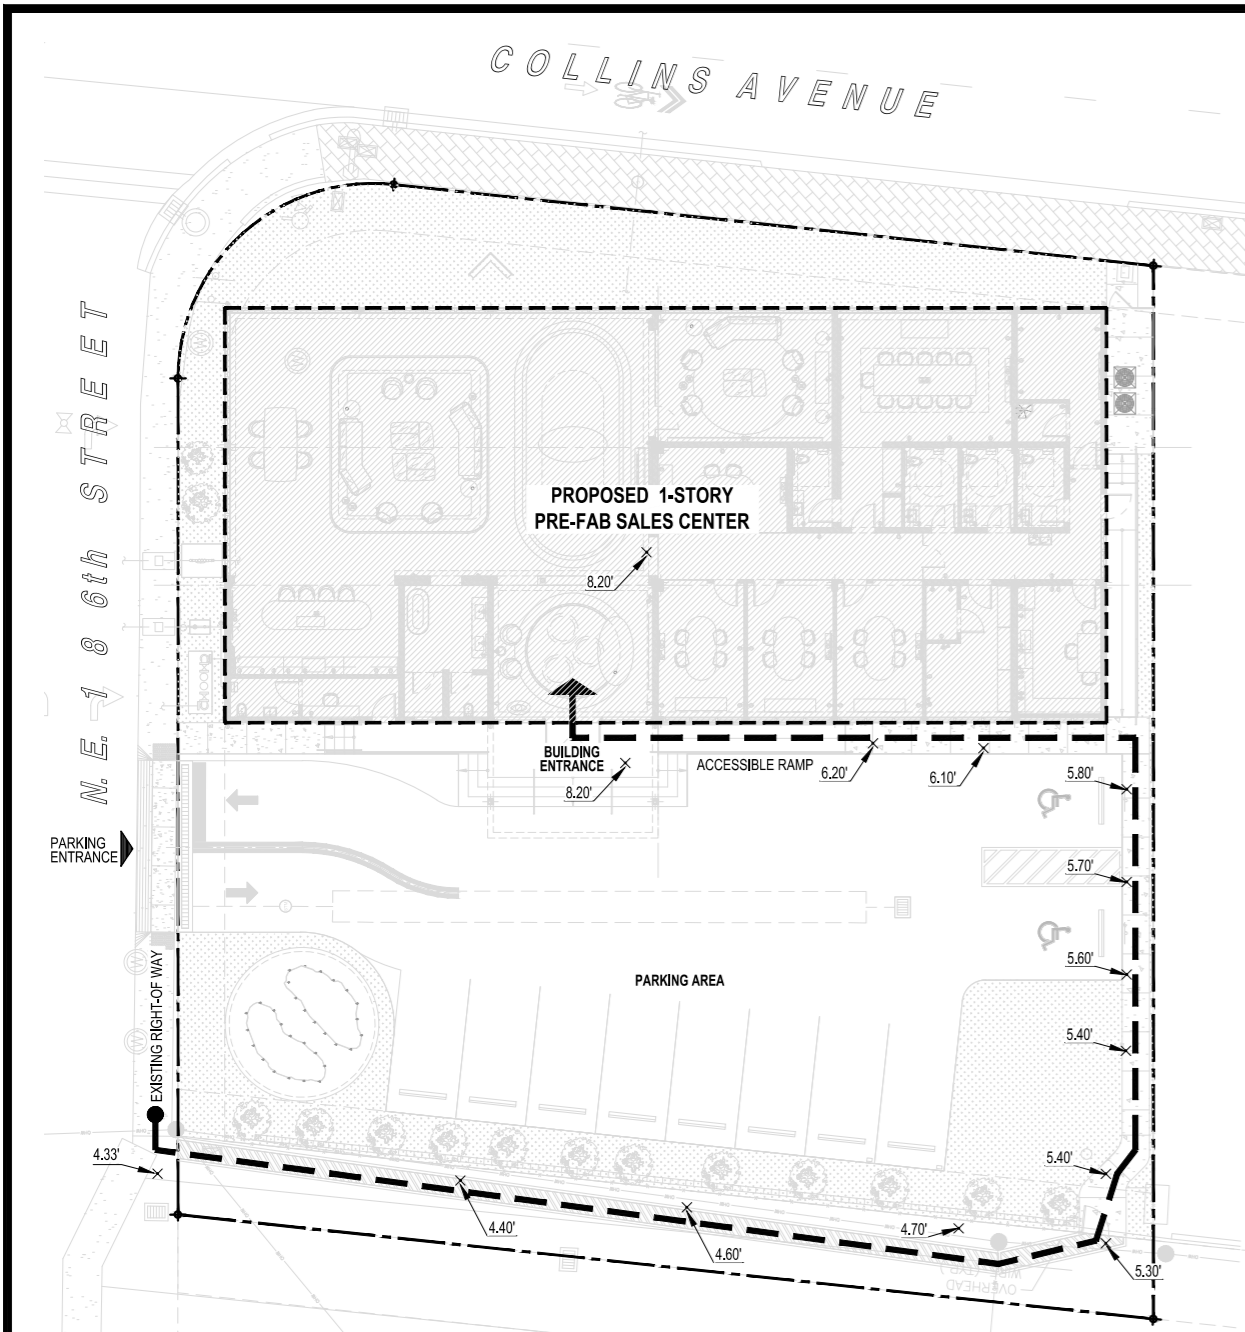 COLLINS AVENUE
N.E. 186th STREET
PROPOSED 1-STORY
PRE-FAB SALES CENTER
8.20'
BUILDING
ENTRANCE
8.20'
ACCESSIBLE RAMP
6.20'
6.10'
5.80'
PARKING
ENTRANCE
5.70'
5.60'
PARKING AREA
EXISTING RIGHT-OF WAY
5.40'
4.33'
5.40'
4.40'
4.60'
4.70'
5.30'
OVERHEAD
WIRE (TYP.)